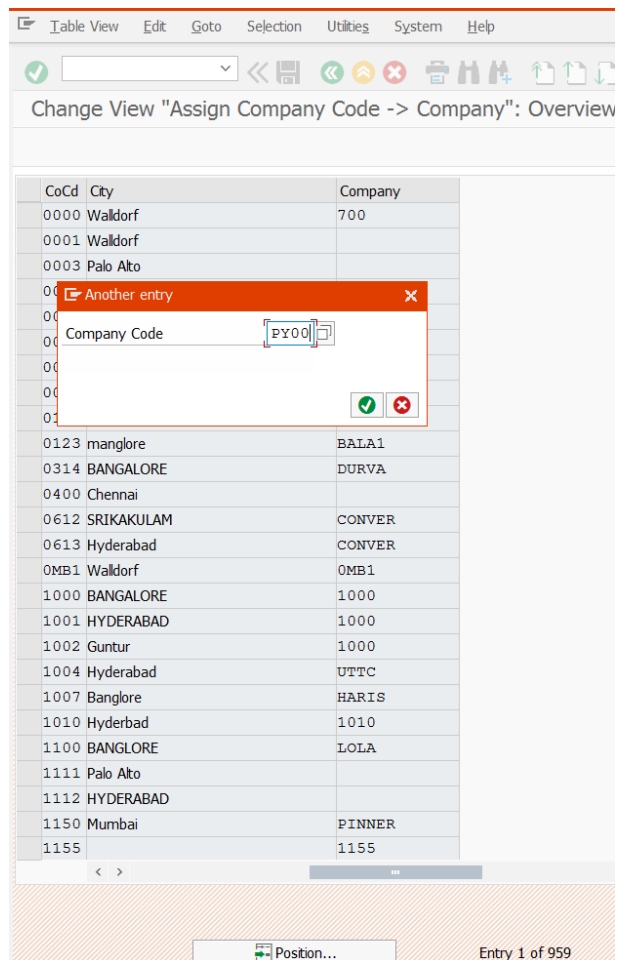 Table View Edit Goto Selection Utilities System Help
Change View "Assign Company Code -> Company": Overview
CoCd City Company
0000 Walldorf 700
0001 Walldorf
0003 Palo Alto
Another entry
Company Code PY00
0123 manglore BALA1
0314 BANGALORE DURVA
0400 Chennai
0612 SRIKAKULAM CONVER
0613 Hyderabad CONVER
0MB1 Walldorf 0MB1
1000 BANGALORE 1000
1001 HYDERABAD 1000
1002 Guntur 1000
1004 Hyderabad UTTC
1007 Banglore HARIS
1010 Hyderbad 1010
1100 BANGLORE LOLA
1111 Palo Alto
1112 HYDERABAD
1150 Mumbai PINNER
1155 1155
Position... Entry 1 of 959